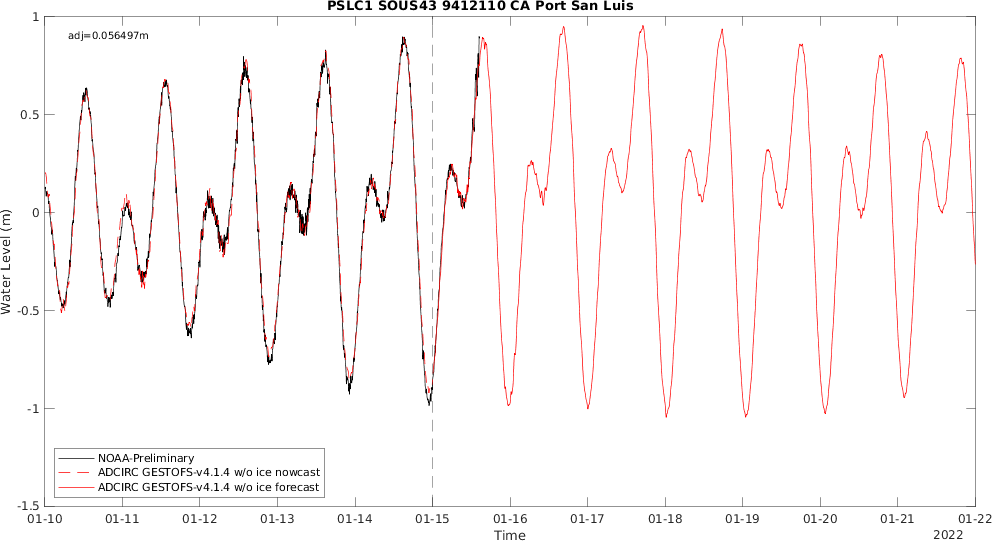 PSLC1 SOUS43 9412110 CA Port San Luis
adj=0.056497m
1
0.5
0
-0.5
-1
-1.5
Water Level (m)
NOAA-Preliminary
ADCIRC GESTOFS-v4.1.4 w/o ice nowcast
ADCIRC GESTOFS-v4.1.4 w/o ice forecast
01-10 01-11 01-12 01-13 01-14 01-15 01-16 01-17 01-18 01-19 01-20 01-21 01-22
Time
2022